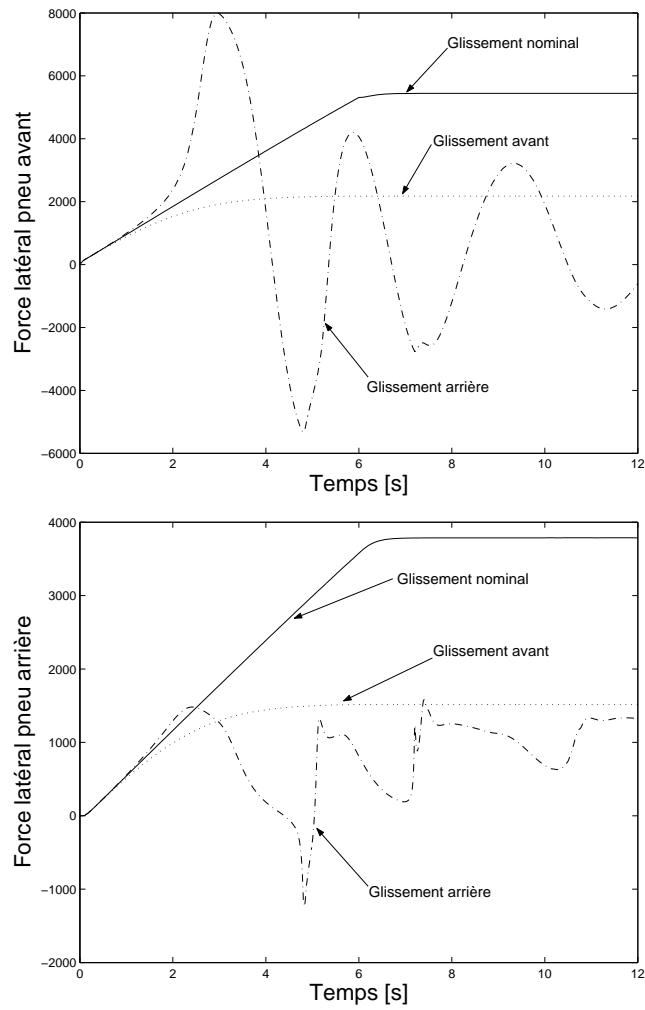 8000
6000
4000
2000
0
−2000
−4000
−6000
0
2
4
6
8
10
12
Force latéral pneu avant
Temps [s]
Glissement nominal
Glissement avant
Glissement arrière
4000
3000
2000
1000
0
−1000
−2000
0
2
4
6
8
10
12
Force latéral pneu arrière
Temps [s]
Glissement nominal
Glissement avant
Glissement arrière